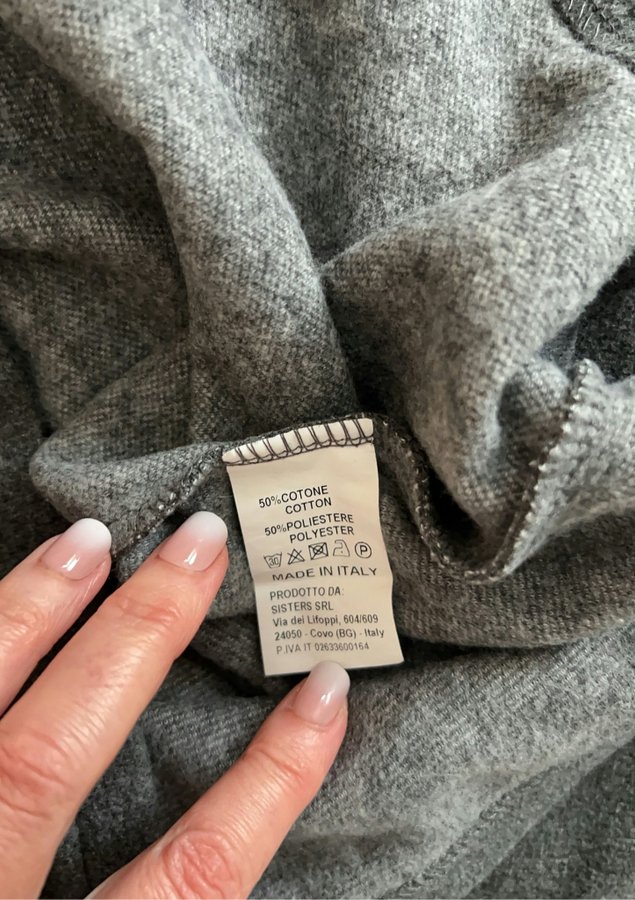 50%COTONE
COTTON
50%POLIESTERE
POLYESTER
30 P
MADE IN ITALY
PRODOTTO DA:
SISTERS SRL
Via dei Lifoppi, 604/609
24050 - Covo (BG) - Italy
P.IVA IT 02633600164